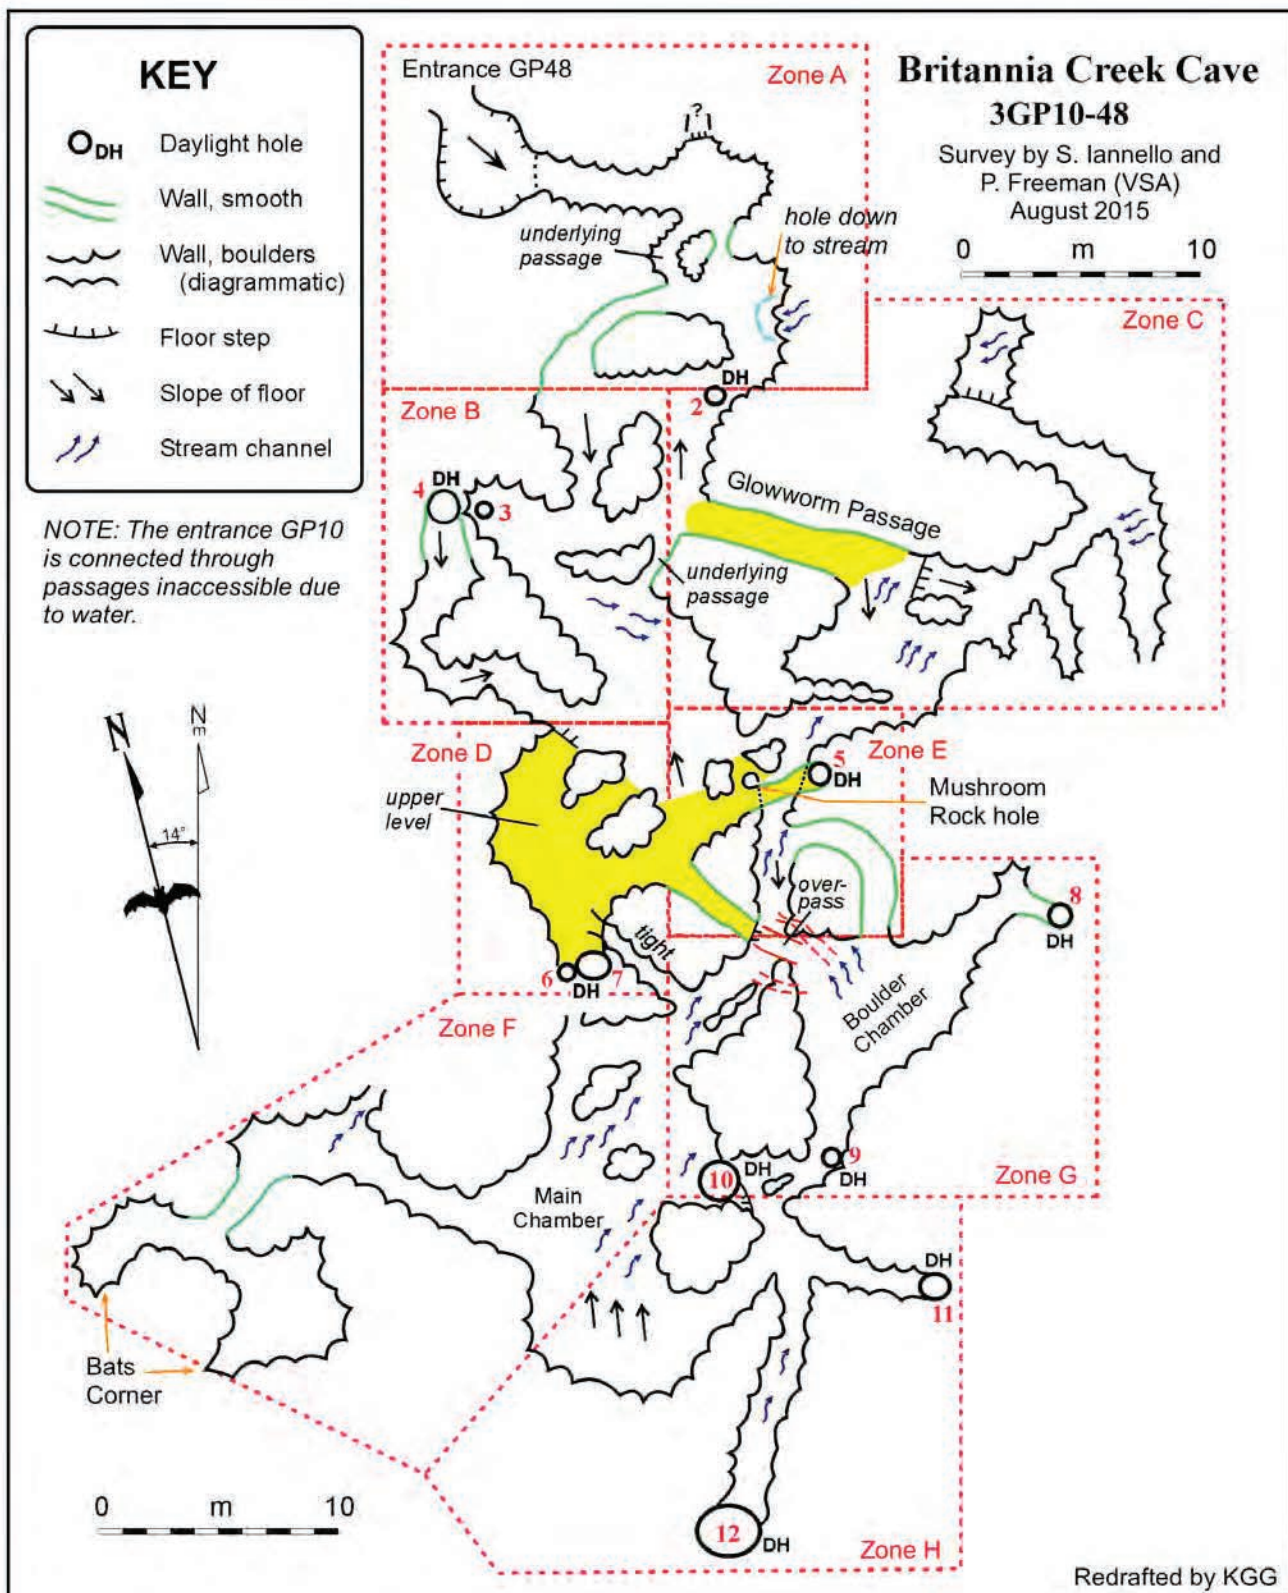 KEY
DH
Daylight hole
Wall, smooth
Wall, boulders
(diagrammatic)
Floor step
Slope of floor
Stream channel
NOTE: The entrance GP10
is connected through
passages inaccessible due
to water.
Britannia Creek Cave
3GP10-48
Survey by S. Iannello and
P. Freeman (VSA)
August 2015
0 m 10
Entrance GP48
Zone A
?
underlying
passage
hole down
to stream
Zone C
DH
2
Zone B
DH
4
3
Glowworm Passage
underlying
passage
N
N
14°
Zone D
Zone E
5
DH
upper
level
Mushroom
Rock hole
over-
pass
tight
8
DH
6
DH
7
Boulder
Chamber
Zone F
9
DH
10
DH
Zone G
Main
Chamber
DH
11
Bats
Corner
0 m 10
12
DH
Zone H
Redrafted by KGG